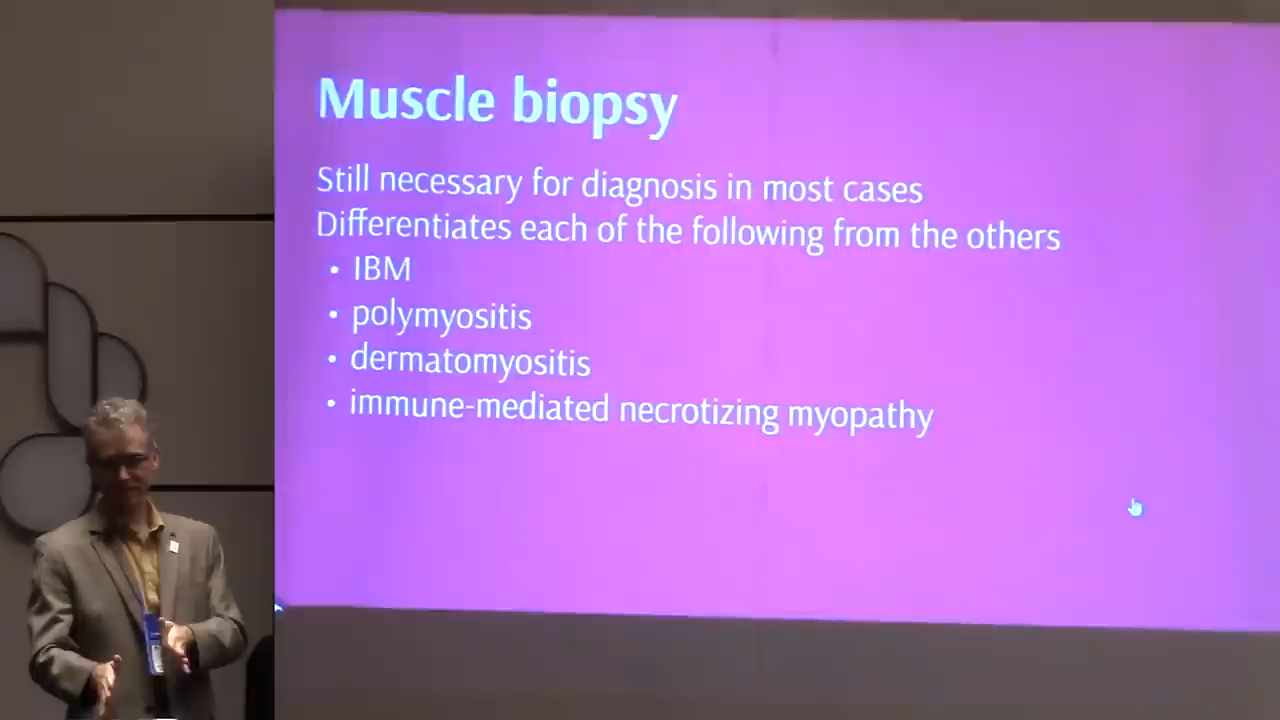 Muscle biopsy
Still necessary for diagnosis in most cases
Differentiates each of the following from the others
• IBM
• polymyositis
• dermatomyositis
• immune-mediated necrotizing myopathy